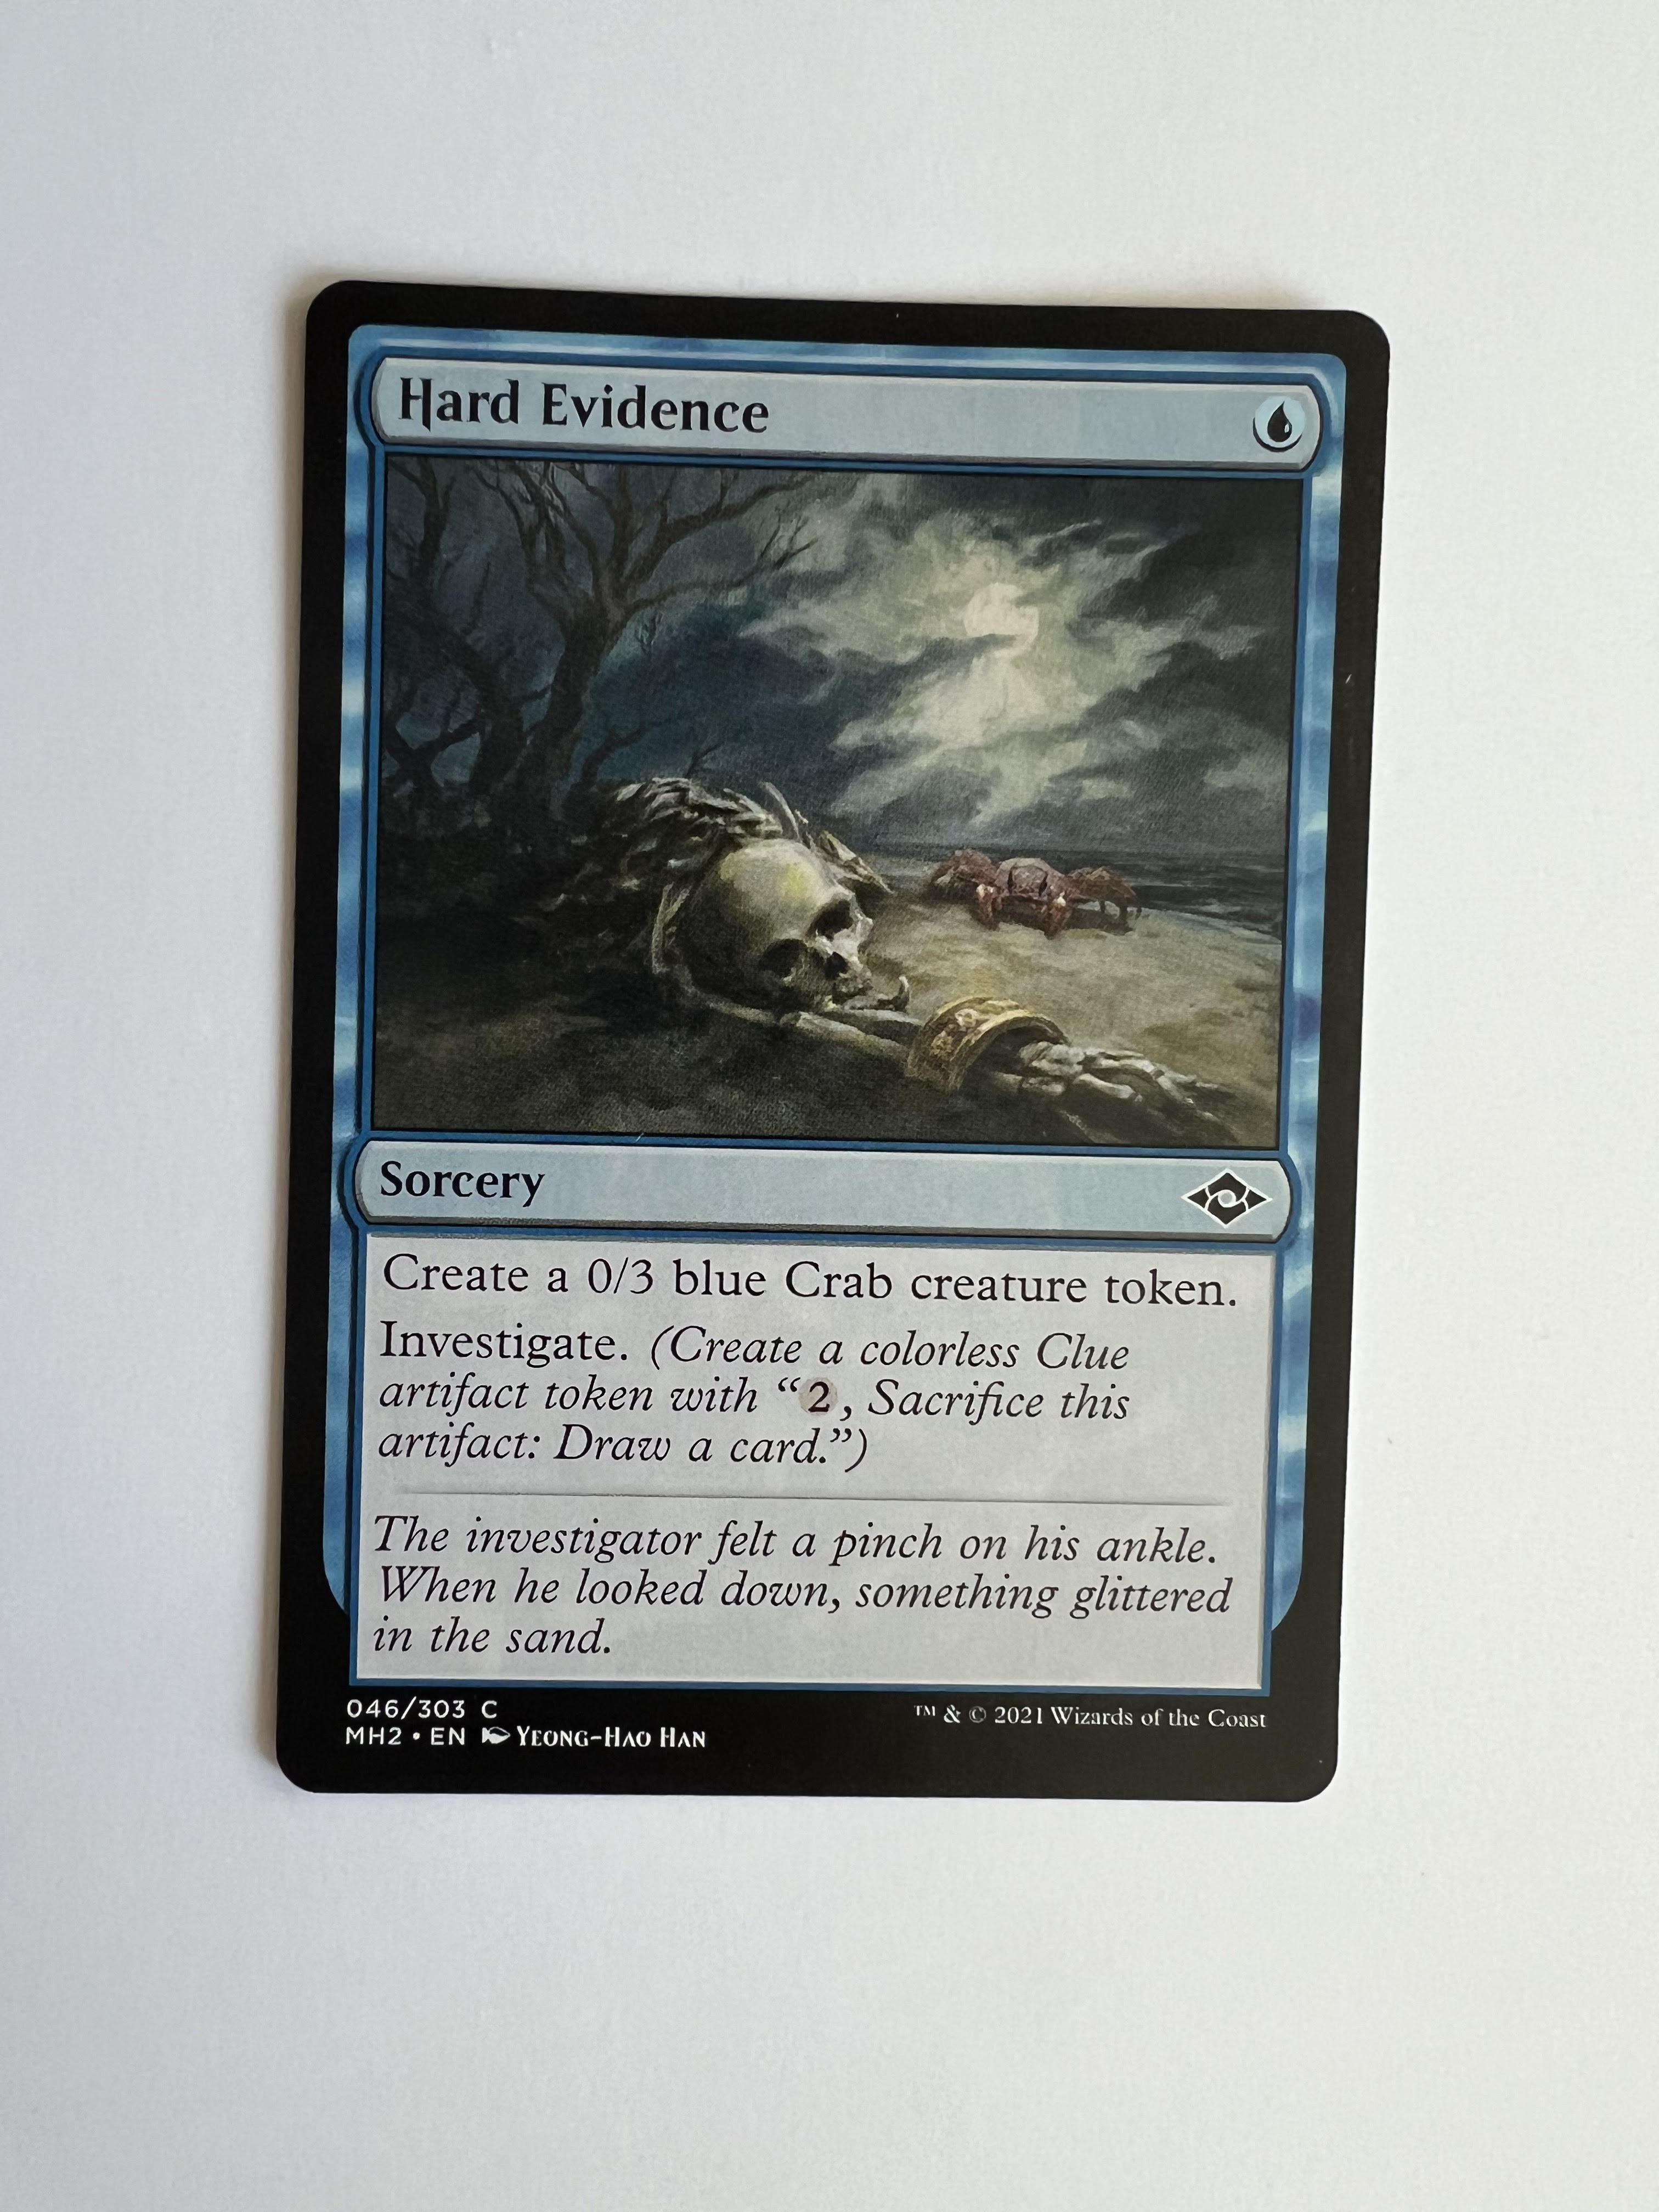 Hard Evidence
Sorcery
Create a 0/3 blue Crab creature token.
Investigate. (Create a colorless Clue
artifact token with “2, Sacrifice this
artifact: Draw a card.”)
The investigator felt a pinch on his ankle.
When he looked down, something glittered
in the sand.
046/303 C
MH2 • EN Yeong-Hao Han
™ & © 2021 Wizards of the Coast